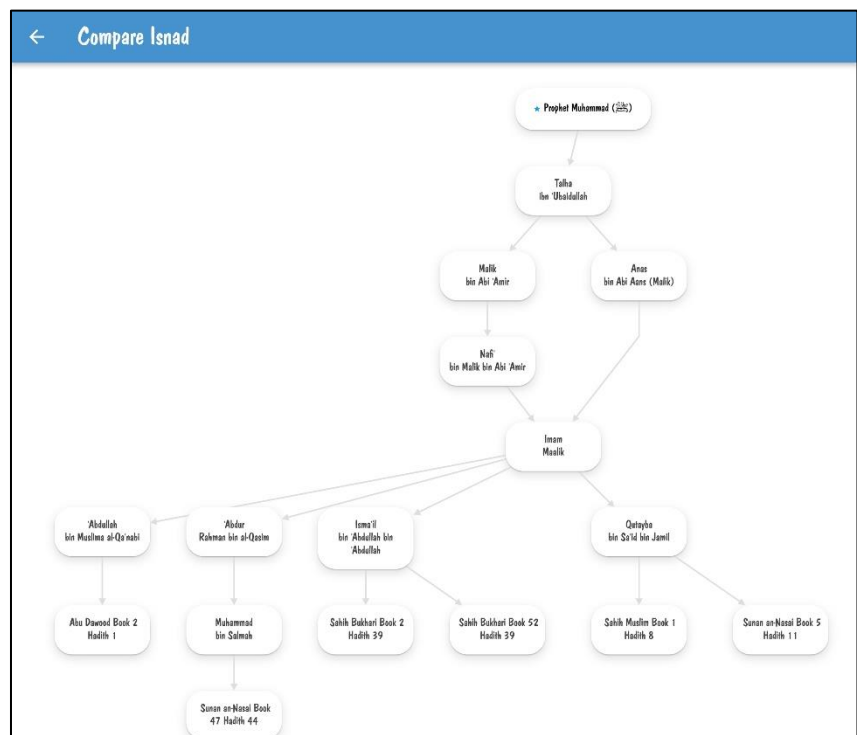 Compare Isnad
★ Prophet Muhammad (ﷺ)
Talha
Ibn 'Ubaidullah
Malik
bin Abi 'Amir
Anas
bin Abi Aans (Malik)
Nafi'
bin Malik bin Abi 'Amir
Imam
Maalik
'Abdullah
bin Muslima al-Qa'nabi
'Abdur
Rahman bin al-Qasim
Isma'il
bin 'Abdullah bin
'Abdullah
Qutayba
bin Sa'id bin Jamil
Abu Dawood Book 2
Hadith 1
Muhammad
bin Salmah
Sahih Bukhari Book 2
Hadith 39
Sahih Bukhari Book 52
Hadith 39
Sahih Muslim Book 1
Hadith 8
Sunan an-Nasai Book 5
Hadith 11
Sunan an-Nasai Book
47 Hadith 44